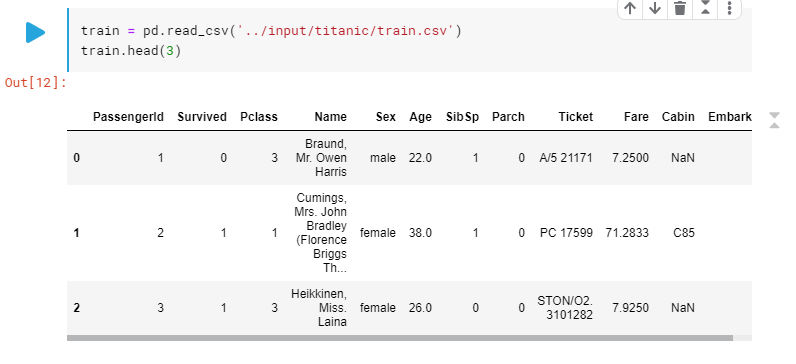 train = pd.read_csv('../input/titanic/train.csv')
train.head(3)
Out[12]:
PassengerId Survived Pclass Name Sex Age SibSp Parch Ticket Fare Cabin Embark
0 1 0 3 Braund, Mr. Owen Harris male 22.0 1 0 A/5 21171 7.2500 NaN
1 2 1 1 Cumings, Mrs. John Bradley (Florence Briggs Th... female 38.0 1 0 PC 17599 71.2833 C85
2 3 1 3 Heikkinen, Miss. Laina female 26.0 0 0 STON/O2. 3101282 7.9250 NaN